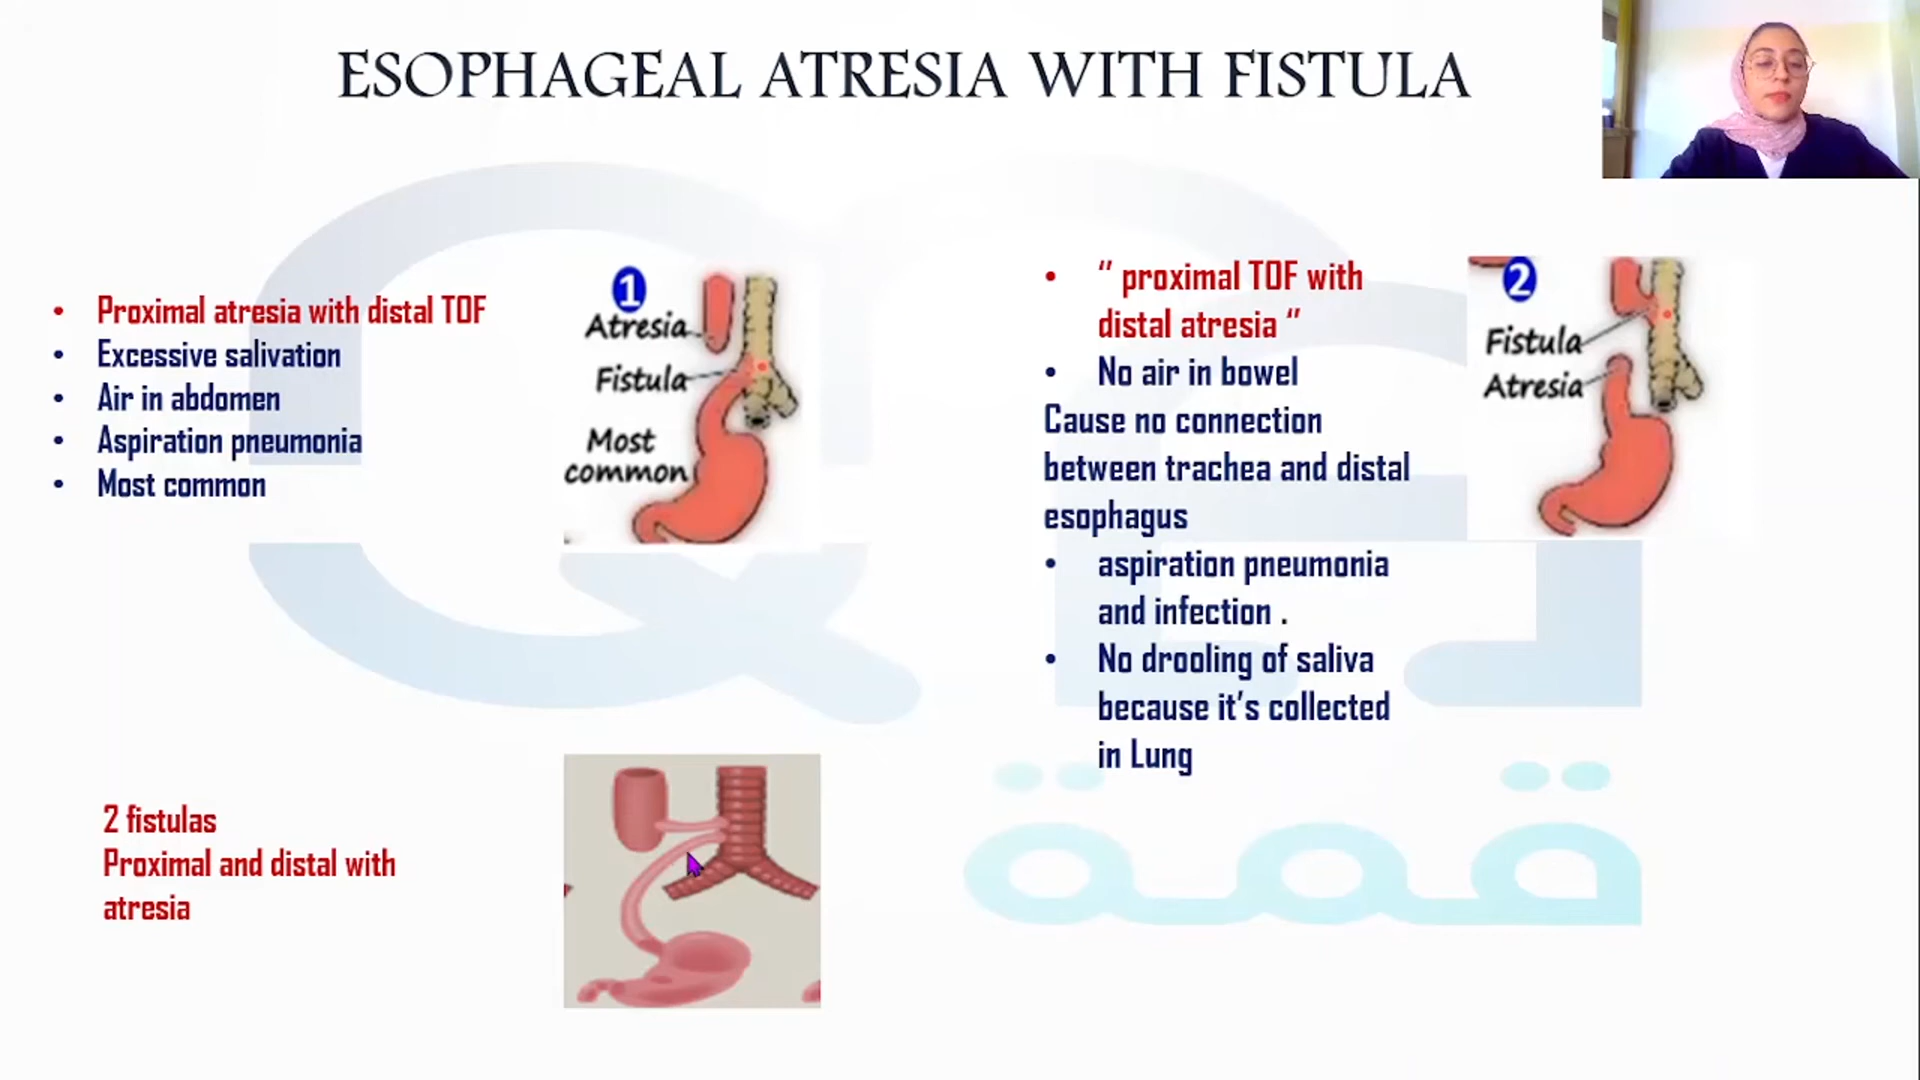 ESOPHAGEAL ATRESIA WITH FISTULA
• Proximal atresia with distal TOF
• Excessive salivation
• Air in abdomen
• Aspiration pneumonia
• Most common
1
Atresia
Fistula
Most
common
• “ proximal TOF with
distal atresia “
• No air in bowel
Cause no connection
between trachea and distal
esophagus
• aspiration pneumonia
and infection .
• No drooling of saliva
because it’s collected
in Lung
2
Fistula
Atresia
2 fistulas
Proximal and distal with
atresia
قمة